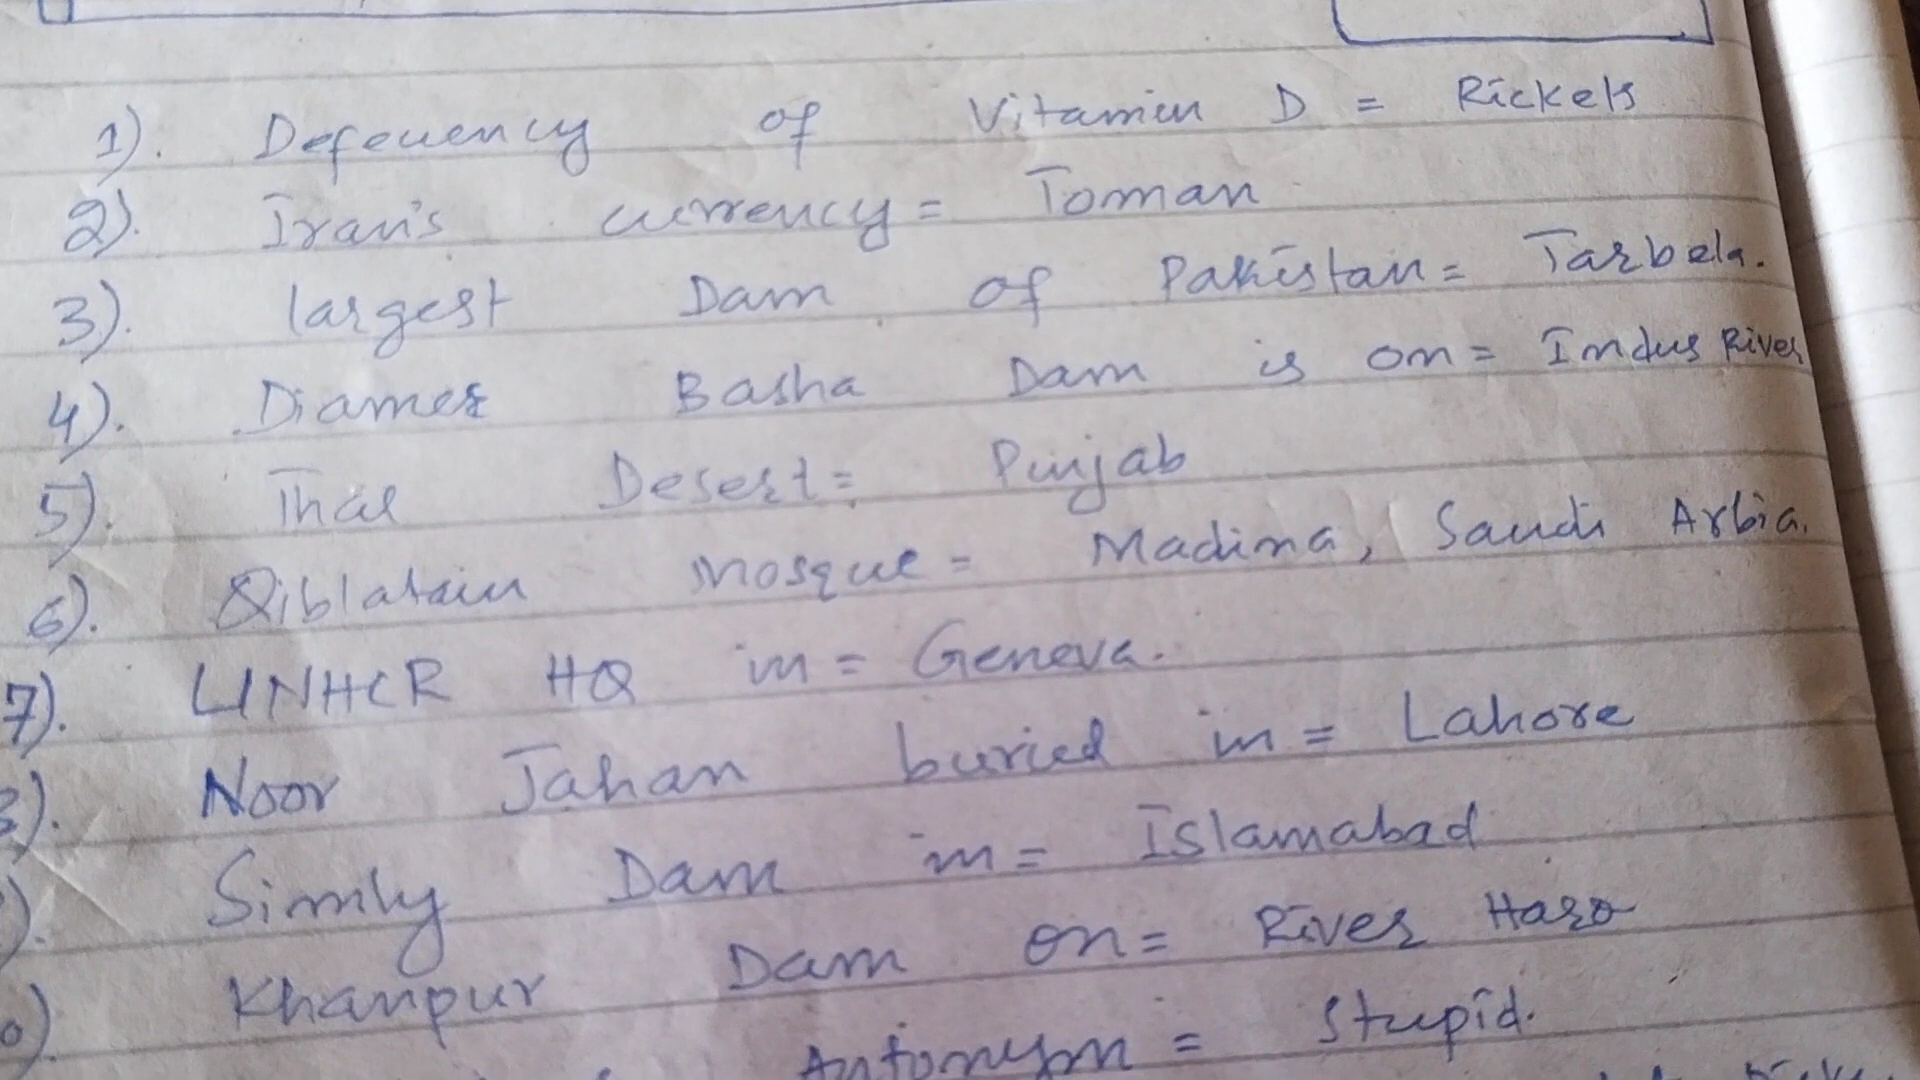 1). Defeuency of Vitamin D = Rickets
2). Iran's currency = Toman
3). largest Dam of Pakistan = Tarbela.
4). Diamer Basha Dam is on = Indus River
5). Thal Desert = Punjab
6). Qiblatain Mosque = Madina, Saudi Arbia.
7). UNHCR HQ in = Geneva.
8). Noor Jahan buried in = Lahore
). Simly Dam in = Islamabad
0). Khanpur Dam on = River Haro
Antonym = Stupid.